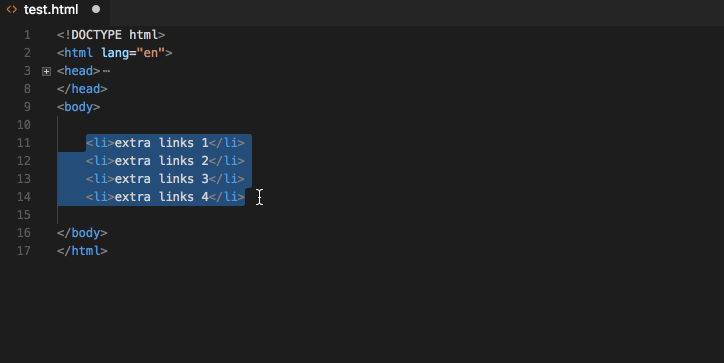 <> test.html
1 <!DOCTYPE html>
2 <html lang="en">
3 <head>⋯
8 </head>
9 <body>
10
11 <li>extra links 1</li>
12 <li>extra links 2</li>
13 <li>extra links 3</li>
14 <li>extra links 4</li>
15
16 </body>
17 </html>